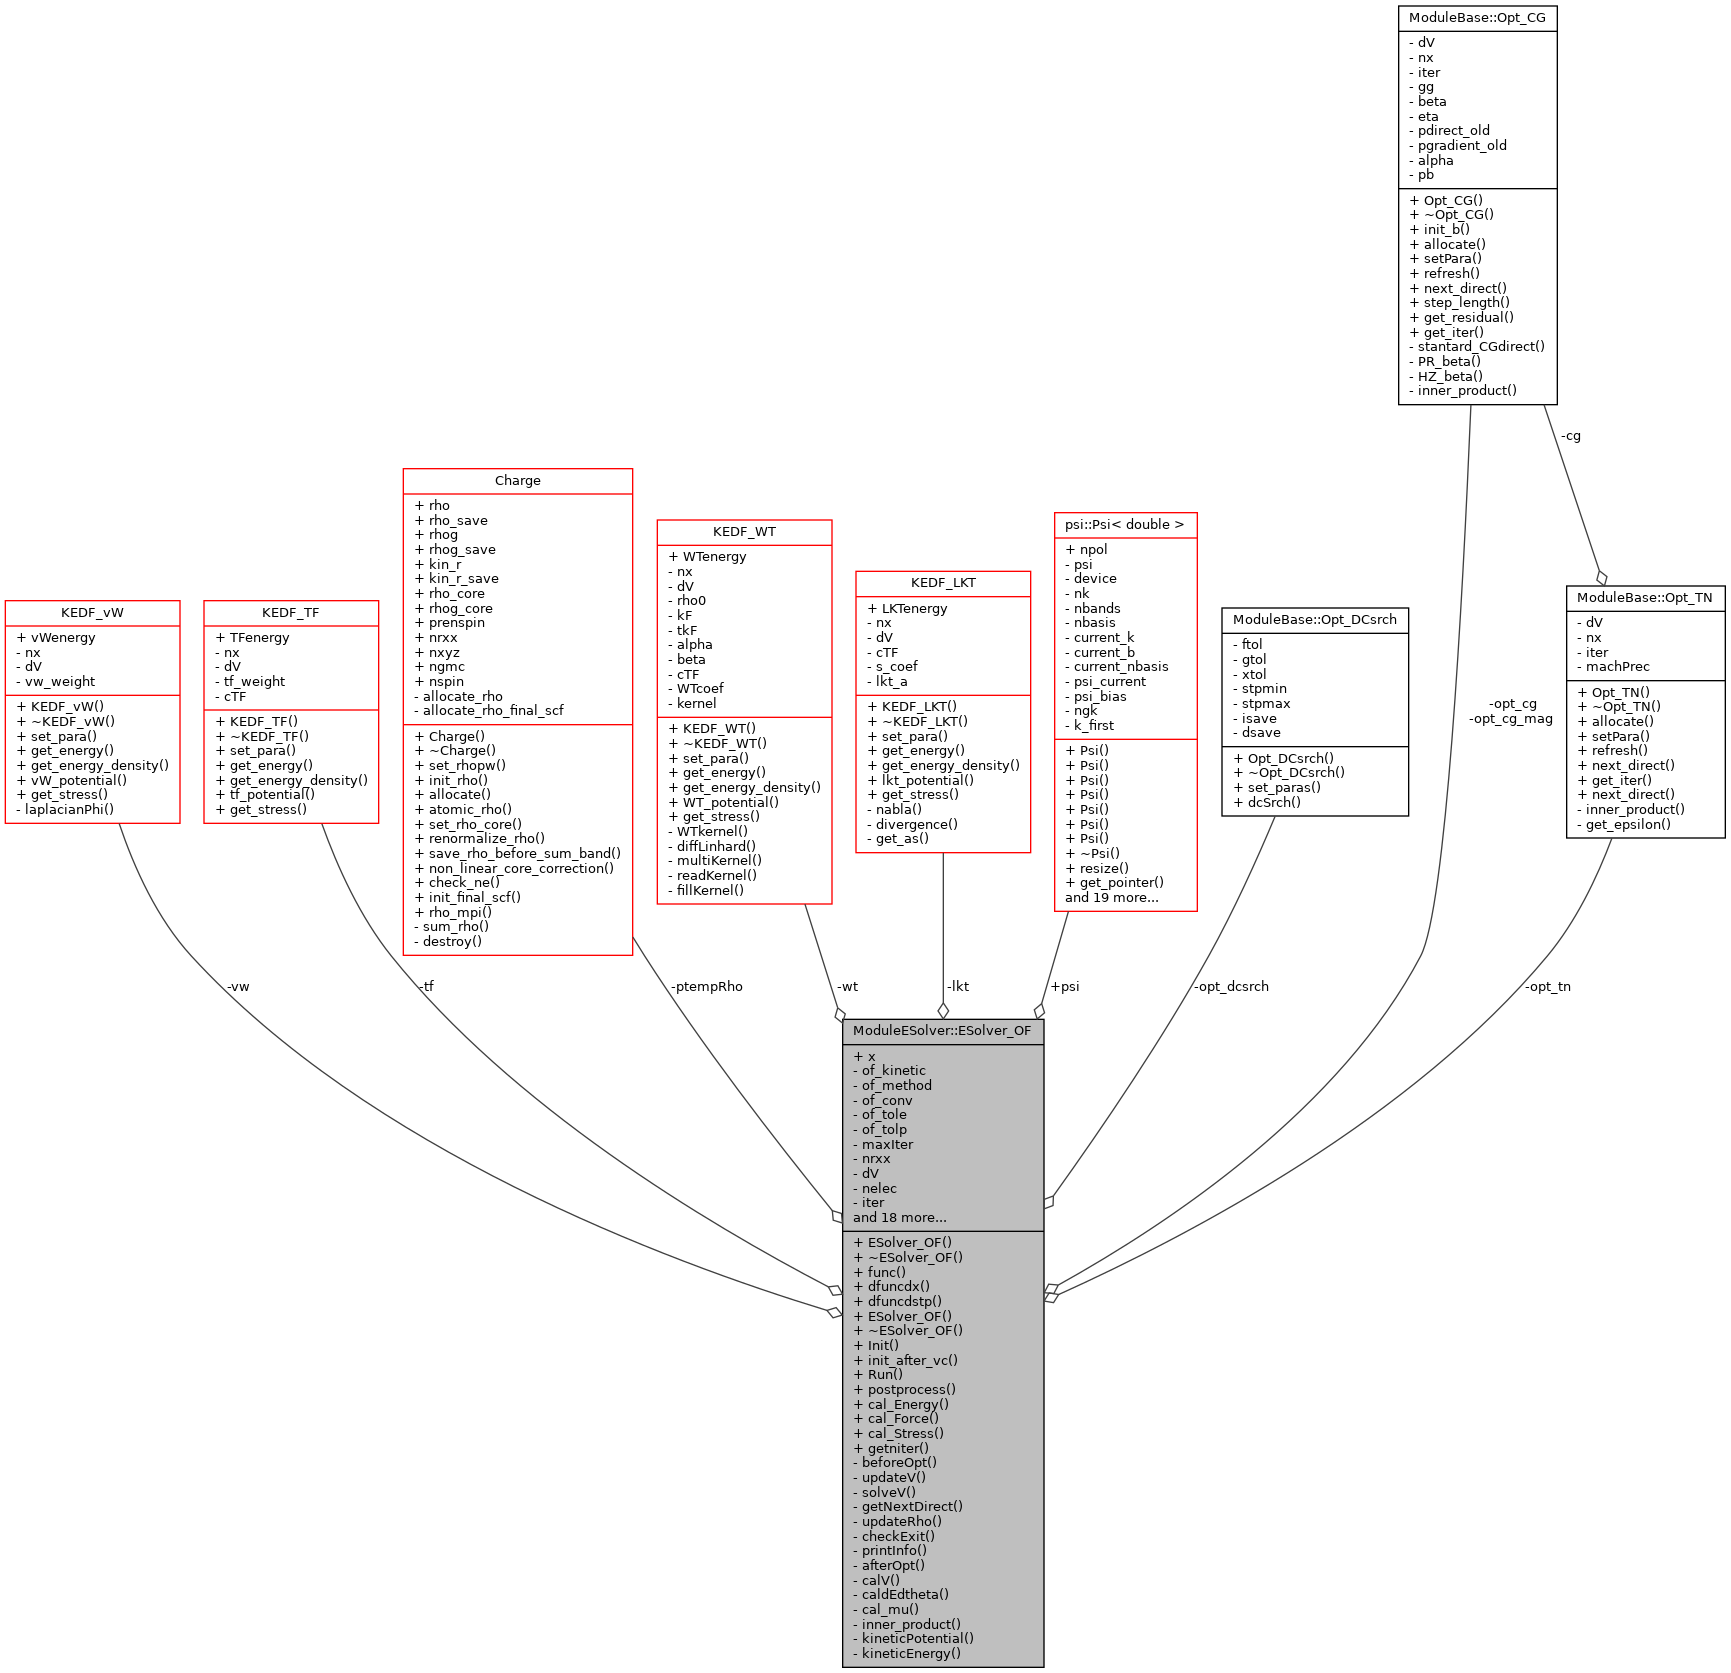 ModuleBase::Opt_CG
- dV
- nx
- iter
- gg
- beta
- eta
- pdirect_old
- pgradient_old
- alpha
- pb
+ Opt_CG()
+ ~Opt_CG()
+ init_b()
+ allocate()
+ setPara()
+ refresh()
+ next_direct()
+ step_length()
+ get_residual()
+ get_iter()
- stantard_CGdirect()
- PR_beta()
- HZ_beta()
- inner_product()
-cg
KEDF_vW
+ vWenergy
- nx
- dV
- vw_weight
+ KEDF_vW()
+ ~KEDF_vW()
+ set_para()
+ get_energy()
+ get_energy_density()
+ vW_potential()
+ get_stress()
- laplacianPhi()
KEDF_TF
+ TFenergy
- nx
- dV
- tf_weight
- cTF
+ KEDF_TF()
+ ~KEDF_TF()
+ set_para()
+ get_energy()
+ get_energy_density()
+ tf_potential()
+ get_stress()
Charge
+ rho
+ rho_save
+ rhog
+ rhog_save
+ kin_r
+ kin_r_save
+ rho_core
+ rhog_core
+ prenspin
+ nrxx
+ nxyz
+ ngmc
+ nspin
- allocate_rho
- allocate_rho_final_scf
+ Charge()
+ ~Charge()
+ set_rhopw()
+ init_rho()
+ allocate()
+ atomic_rho()
+ set_rho_core()
+ renormalize_rho()
+ save_rho_before_sum_band()
+ non_linear_core_correction()
+ check_ne()
+ init_final_scf()
+ rho_mpi()
- sum_rho()
- destroy()
KEDF_WT
+ WTenergy
- nx
- dV
- rho0
- kF
- tkF
- alpha
- beta
- cTF
- WTcoef
- kernel
+ KEDF_WT()
+ ~KEDF_WT()
+ set_para()
+ get_energy()
+ get_energy_density()
+ WT_potential()
+ get_stress()
- WTkernel()
- diffLinhard()
- multiKernel()
- readKernel()
- fillKernel()
KEDF_LKT
+ LKTenergy
- nx
- dV
- cTF
- s_coef
- lkt_a
+ KEDF_LKT()
+ ~KEDF_LKT()
+ set_para()
+ get_energy()
+ get_energy_density()
+ lkt_potential()
+ get_stress()
- nabla()
- divergence()
- get_as()
psi::Psi< double >
+ npol
- psi
- device
- nk
- nbands
- nbasis
- current_k
- current_b
- current_nbasis
- psi_current
- psi_bias
- ngk
- k_first
+ Psi()
+ Psi()
+ Psi()
+ Psi()
+ Psi()
+ Psi()
+ Psi()
+ ~Psi()
+ resize()
+ get_pointer()
and 19 more...
ModuleBase::Opt_DCsrch
- ftol
- gtol
- xtol
- stpmin
- stpmax
- isave
- dsave
+ Opt_DCsrch()
+ ~Opt_DCsrch()
+ set_paras()
+ dcSrch()
-opt_cg
-opt_cg_mag
ModuleBase::Opt_TN
- dV
- nx
- iter
- machPrec
+ Opt_TN()
+ ~Opt_TN()
+ allocate()
+ setPara()
+ refresh()
+ next_direct()
+ get_iter()
+ next_direct()
- inner_product()
- get_epsilon()
-vw
-tf
-ptempRho
-wt
-lkt
+psi
-opt_dcsrch
-opt_tn
ModuleESolver::ESolver_OF
+ x
- of_kinetic
- of_method
- of_conv
- of_tole
- of_tolp
- maxIter
- nrxx
- dV
- nelec
- iter
and 18 more...
+ ESolver_OF()
+ ~ESolver_OF()
+ func()
+ dfuncdx()
+ dfuncdstp()
+ ESolver_OF()
+ ~ESolver_OF()
+ Init()
+ init_after_vc()
+ Run()
+ postprocess()
+ cal_Energy()
+ cal_Force()
+ cal_Stress()
+ getniter()
- beforeOpt()
- updateV()
- solveV()
- getNextDirect()
- updateRho()
- checkExit()
- printInfo()
- afterOpt()
- calV()
- caldEdtheta()
- cal_mu()
- inner_product()
- kineticPotential()
- kineticEnergy()